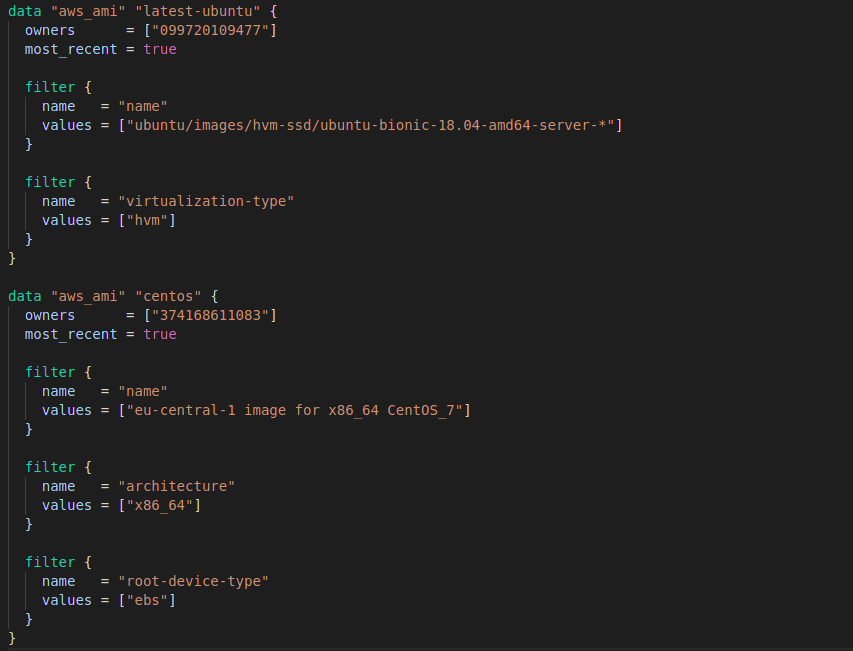 data "aws_ami" "latest-ubuntu" {
  owners      = ["099720109477"]
  most_recent = true

  filter {
    name   = "name"
    values = ["ubuntu/images/hvm-ssd/ubuntu-bionic-18.04-amd64-server-*"]
  }

  filter {
    name   = "virtualization-type"
    values = ["hvm"]
  }
}

data "aws_ami" "centos" {
  owners      = ["374168611083"]
  most_recent = true

  filter {
    name   = "name"
    values = ["eu-central-1 image for x86_64 CentOS_7"]
  }

  filter {
    name   = "architecture"
    values = ["x86_64"]
  }

  filter {
    name   = "root-device-type"
    values = ["ebs"]
  }
}